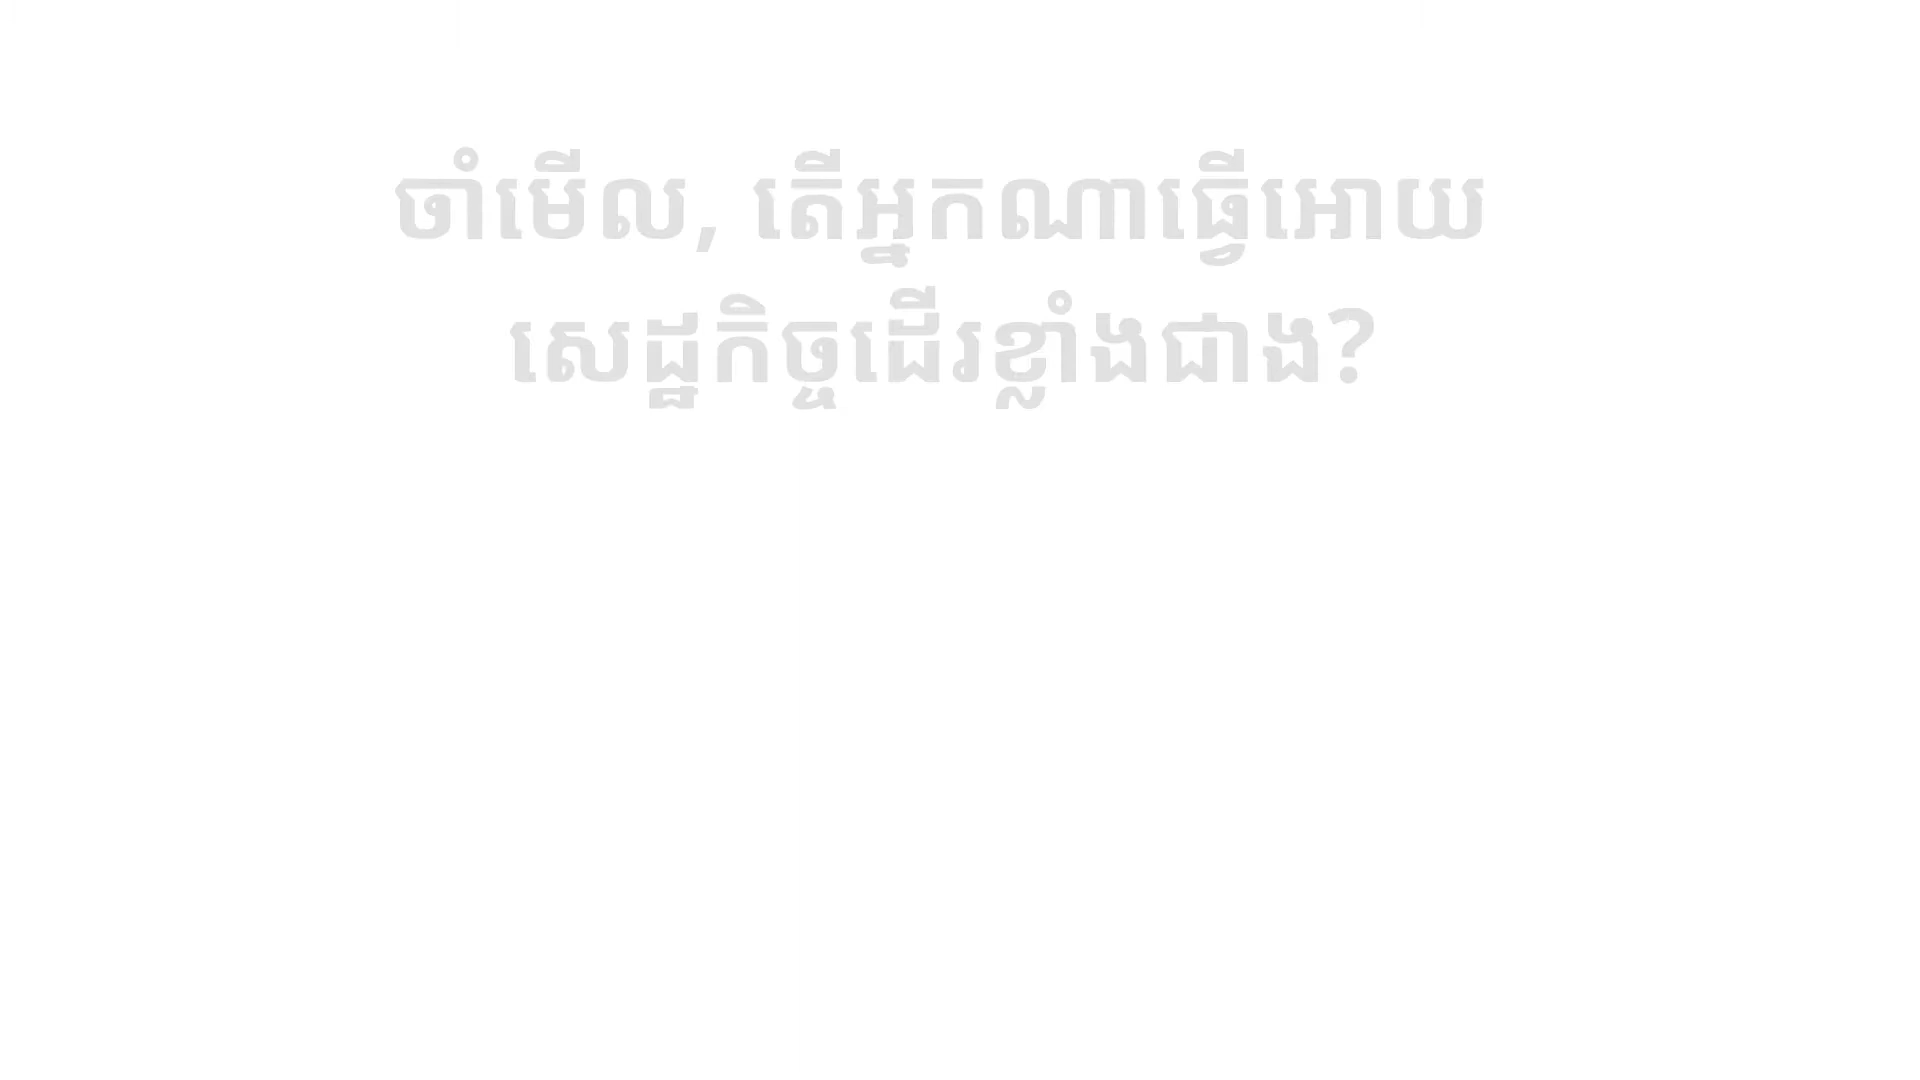 ចាំមើល, តើអ្នកណាធ្វើអោយ
សេដ្ឋកិច្ចដើរខ្លាំងជាង?